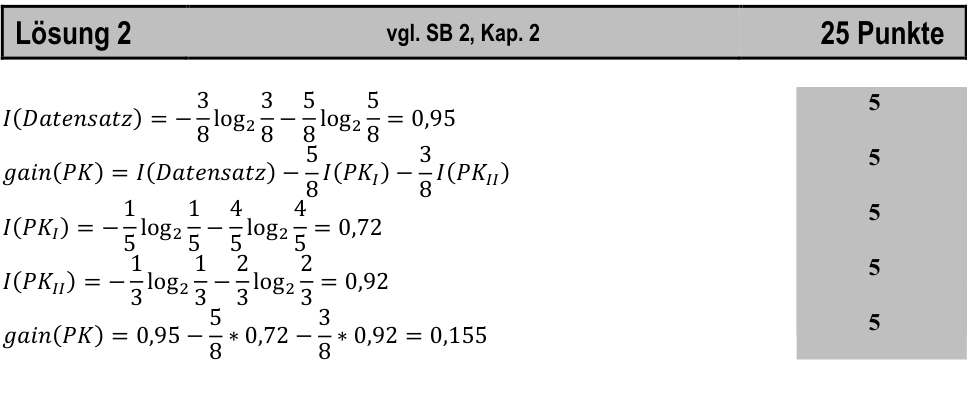 Lösung 2 vgl. SB 2, Kap. 2 25 Punkte
I(Datensatz) = −3/8 log₂ 3/8 − 5/8 log₂ 5/8 = 0,95 5
gain(PK) = I(Datensatz) − 5/8 I(PK_I) − 3/8 I(PK_II) 5
I(PK_I) = −1/5 log₂ 1/5 − 4/5 log₂ 4/5 = 0,72 5
I(PK_II) = −1/3 log₂ 1/3 − 2/3 log₂ 2/3 = 0,92 5
gain(PK) = 0,95 − 5/8 ∗ 0,72 − 3/8 ∗ 0,92 = 0,155 5